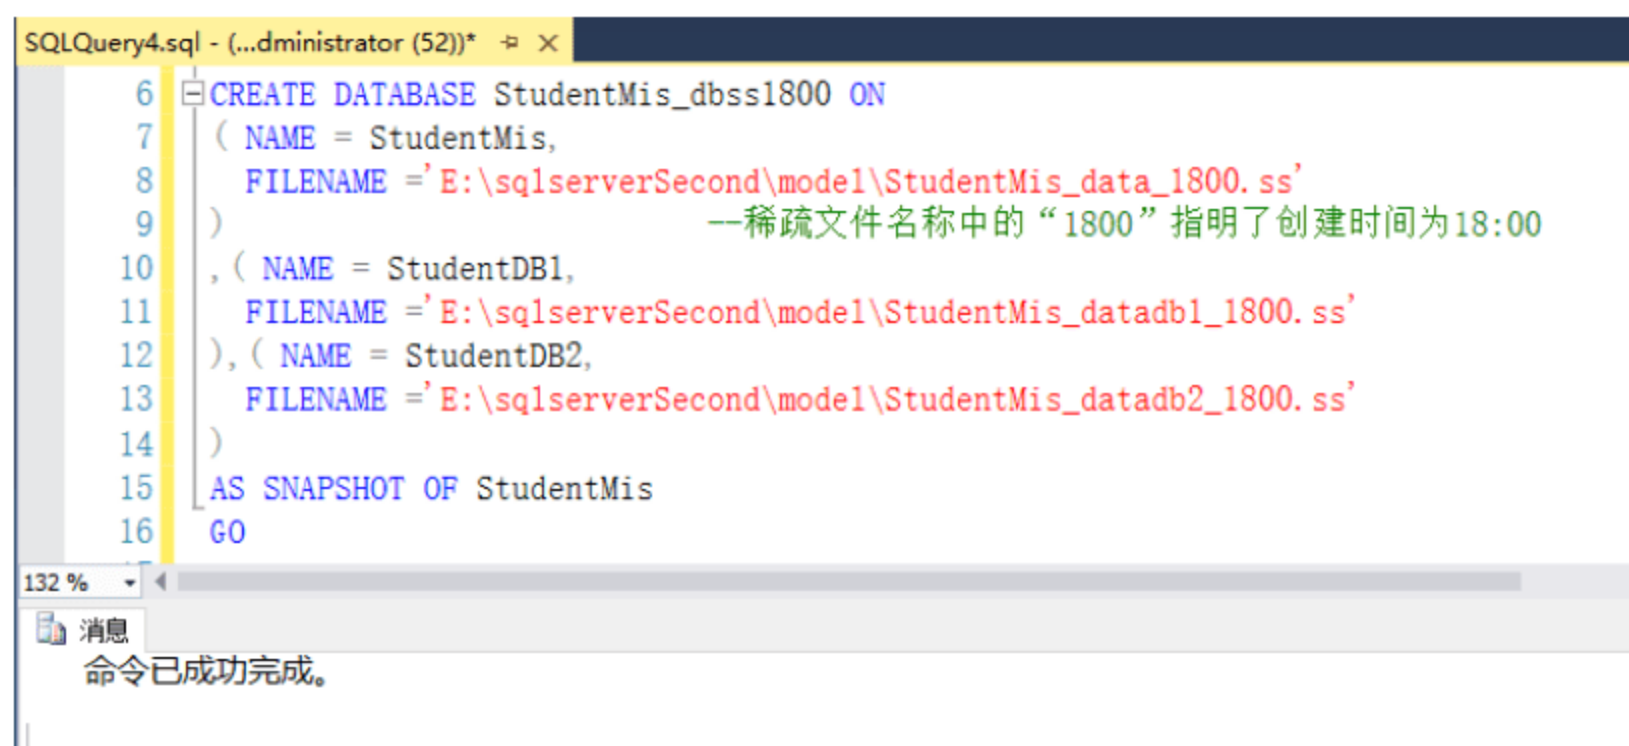 SQLQuery4.sql - (...dministrator (52))*
6 CREATE DATABASE StudentMis_dbss1800 ON
7 ( NAME = StudentMis,
8 FILENAME ='E:\sqlserverSecond\model\StudentMis_data_1800.ss'
9 ) --稀疏文件名称中的“1800”指明了创建时间为18:00
10 ,( NAME = StudentDB1,
11 FILENAME ='E:\sqlserverSecond\model\StudentMis_datadb1_1800.ss'
12 ),( NAME = StudentDB2,
13 FILENAME ='E:\sqlserverSecond\model\StudentMis_datadb2_1800.ss'
14 )
15 AS SNAPSHOT OF StudentMis
16 GO
132 %
消息
命令已成功完成。